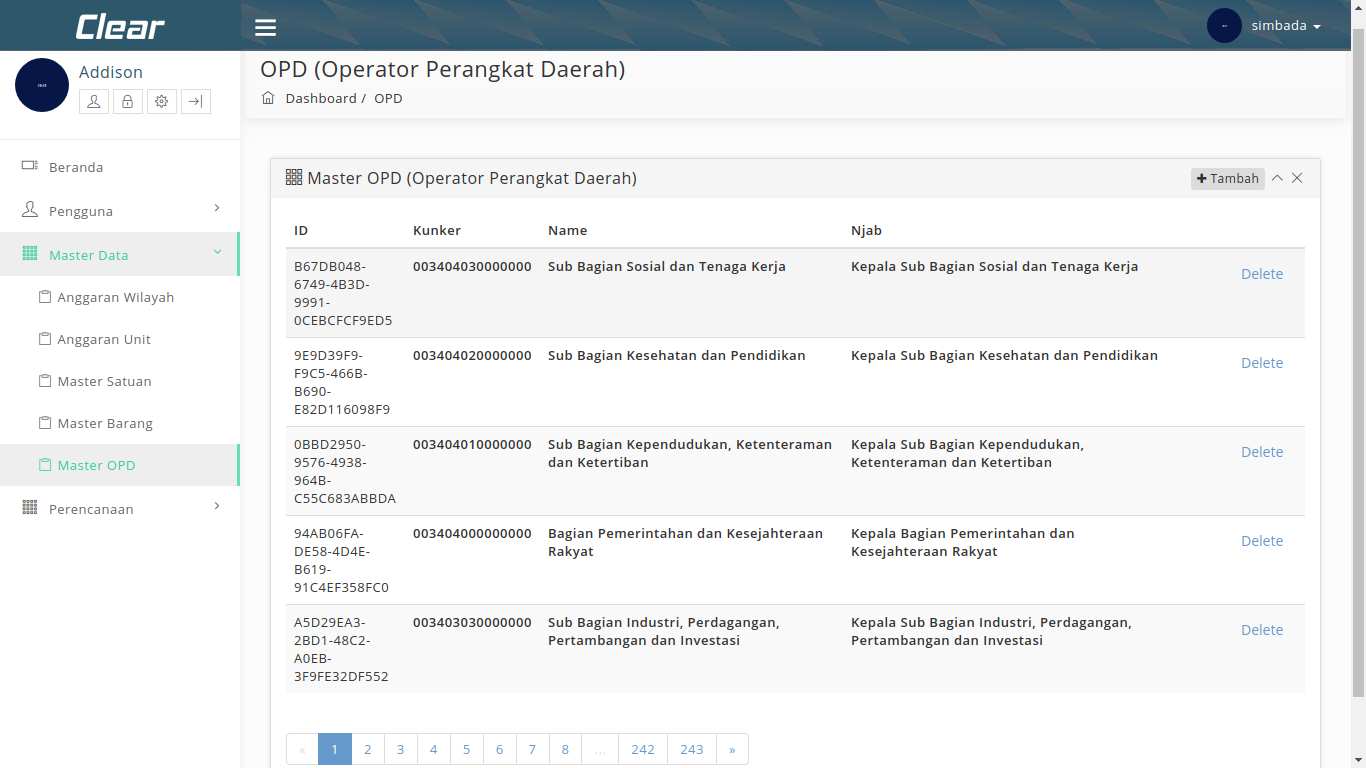 Clear
simbada
Addison
OPD (Operator Perangkat Daerah)
Dashboard / OPD
Beranda
Pengguna
Master Data
Anggaran Wilayah
Anggaran Unit
Master Satuan
Master Barang
Master OPD
Perencanaan
Master OPD (Operator Perangkat Daerah)
Tambah
ID Kunker Name Njab
B67DB048-
6749-4B3D-
9991-
0CEBCFCF9ED5
003404030000000
Sub Bagian Sosial dan Tenaga Kerja
Kepala Sub Bagian Sosial dan Tenaga Kerja
Delete
9E9D39F9-
F9C5-466B-
B690-
E82D116098F9
003404020000000
Sub Bagian Kesehatan dan Pendidikan
Kepala Sub Bagian Kesehatan dan Pendidikan
Delete
0BBD2950-
9576-4938-
964B-
C55C683ABBDA
003404010000000
Sub Bagian Kependudukan, Ketenteraman
dan Ketertiban
Kepala Sub Bagian Kependudukan,
Ketenteraman dan Ketertiban
Delete
94AB06FA-
DE58-4D4E-
B619-
91C4EF358FC0
003404000000000
Bagian Pemerintahan dan Kesejahteraan
Rakyat
Kepala Bagian Pemerintahan dan
Kesejahteraan Rakyat
Delete
A5D29EA3-
2BD1-48C2-
A0EB-
3F9FE32DF552
003403030000000
Sub Bagian Industri, Perdagangan,
Pertambangan dan Investasi
Kepala Sub Bagian Industri, Perdagangan,
Pertambangan dan Investasi
Delete
« 1 2 3 4 5 6 7 8 ... 242 243 »